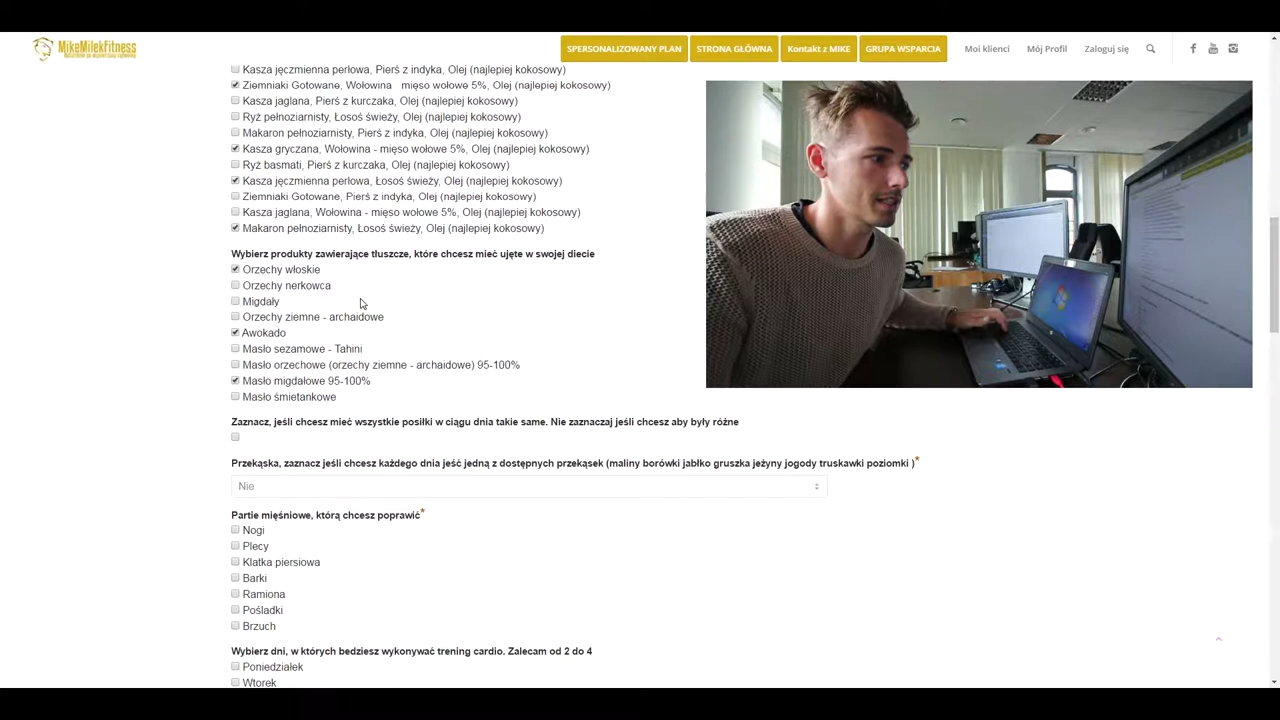 MikeMilekFitness
SPERSONALIZOWANY PLAN STRONA GŁÓWNA Kontakt z MIKE GRUPA WSPARCIA Moi klienci Mój Profil Zaloguj się
Kasza jęczmienna perłowa, Pierś z indyka, Olej (najlepiej kokosowy)
Ziemniaki Gotowane, Wołowina - mięso wołowe 5%, Olej (najlepiej kokosowy)
Kasza jaglana, Pierś z kurczaka, Olej (najlepiej kokosowy)
Ryż pełnoziarnisty, Łosoś świeży, Olej (najlepiej kokosowy)
Makaron pełnoziarnisty, Pierś z indyka, Olej (najlepiej kokosowy)
Kasza gryczana, Wołowina - mięso wołowe 5%, Olej (najlepiej kokosowy)
Ryż basmati, Pierś z kurczaka, Olej (najlepiej kokosowy)
Kasza jęczmienna perłowa, Łosoś świeży, Olej (najlepiej kokosowy)
Ziemniaki Gotowane, Pierś z indyka, Olej (najlepiej kokosowy)
Kasza jaglana, Wołowina - mięso wołowe 5%, Olej (najlepiej kokosowy)
Makaron pełnoziarnisty, Łosoś świeży, Olej (najlepiej kokosowy)
Wybierz produkty zawierające tłuszcze, które chcesz mieć ujęte w swojej diecie
Orzechy włoskie
Orzechy nerkowca
Migdały
Orzechy ziemne - archaidowe
Awokado
Masło sezamowe - Tahini
Masło orzechowe (orzechy ziemne - archaidowe) 95-100%
Masło migdałowe 95-100%
Masło śmietankowe
Zaznacz, jeśli chcesz mieć wszystkie posiłki w ciągu dnia takie same. Nie zaznaczaj jeśli chcesz aby były różne
Przekąska, zaznacz jeśli chcesz każdego dnia jeść jedną z dostępnych przekąsek (maliny borówki jabłko gruszka jeżyny jogody truskawki poziomki )*
Nie
Partie mięśniowe, którą chcesz poprawić*
Nogi
Plecy
Klatka piersiowa
Barki
Ramiona
Pośladki
Brzuch
Wybierz dni, w których bedziesz wykonywać trening cardio. Zalecam od 2 do 4
Poniedziałek
Wtorek